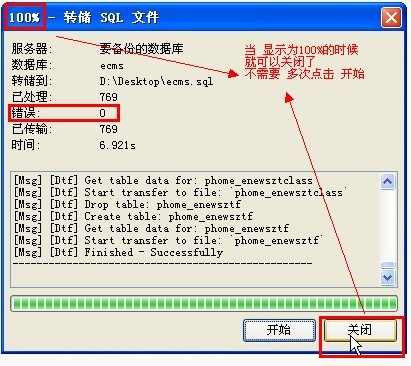 100% - 转储 SQL 文件
服务器: 要备份的数据库
数据库: ecms
转储到: D:\Desktop\ecms.sql
已处理: 769
错误: 0
已传输: 769
时间: 6.921s
当 显示为100%的时候
就可以关闭了
不需要 多次点击 开始
[Msg] [Dtf] Get table data for: phome_enewsztclass
[Msg] [Dtf] Start transfer to file: `phome_enewsztclass`
[Msg] [Dtf] Drop table: phome_enewsztf
[Msg] [Dtf] Create table: phome_enewsztf
[Msg] [Dtf] Get table data for: phome_enewsztf
[Msg] [Dtf] Start transfer to file: `phome_enewsztf`
[Msg] [Dtf] Finished - Successfully
--------------------------------------------------
开始 关闭